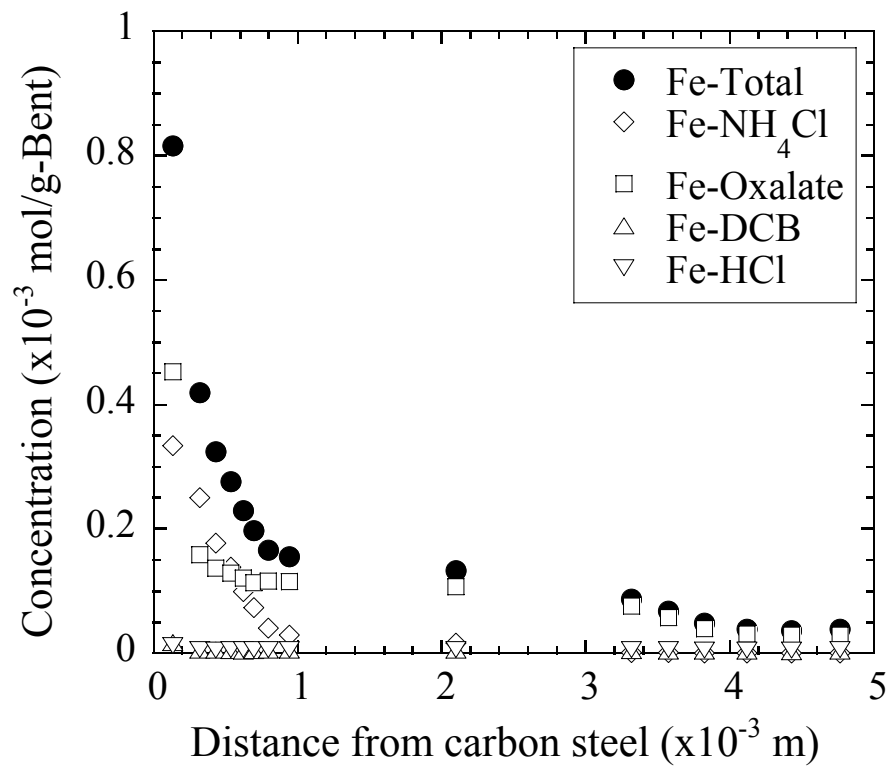 Concentration (x10⁻³ mol/g-Bent)
1
0.8
0.6
0.4
0.2
0
Fe-Total
Fe-NH₄Cl
Fe-Oxalate
Fe-DCB
Fe-HCl
0 1 2 3 4 5
Distance from carbon steel (x10⁻³ m)